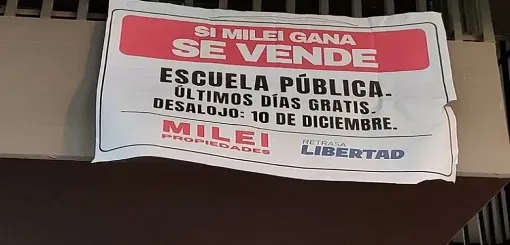 SI MILEI GANA
SE VENDE
ESCUELA PÚBLICA.
ÚLTIMOS DÍAS GRATIS.
DESALOJO: 10 DE DICIEMBRE.
MILEI
PROPIEDADES
RETRASA
LIBERTAD